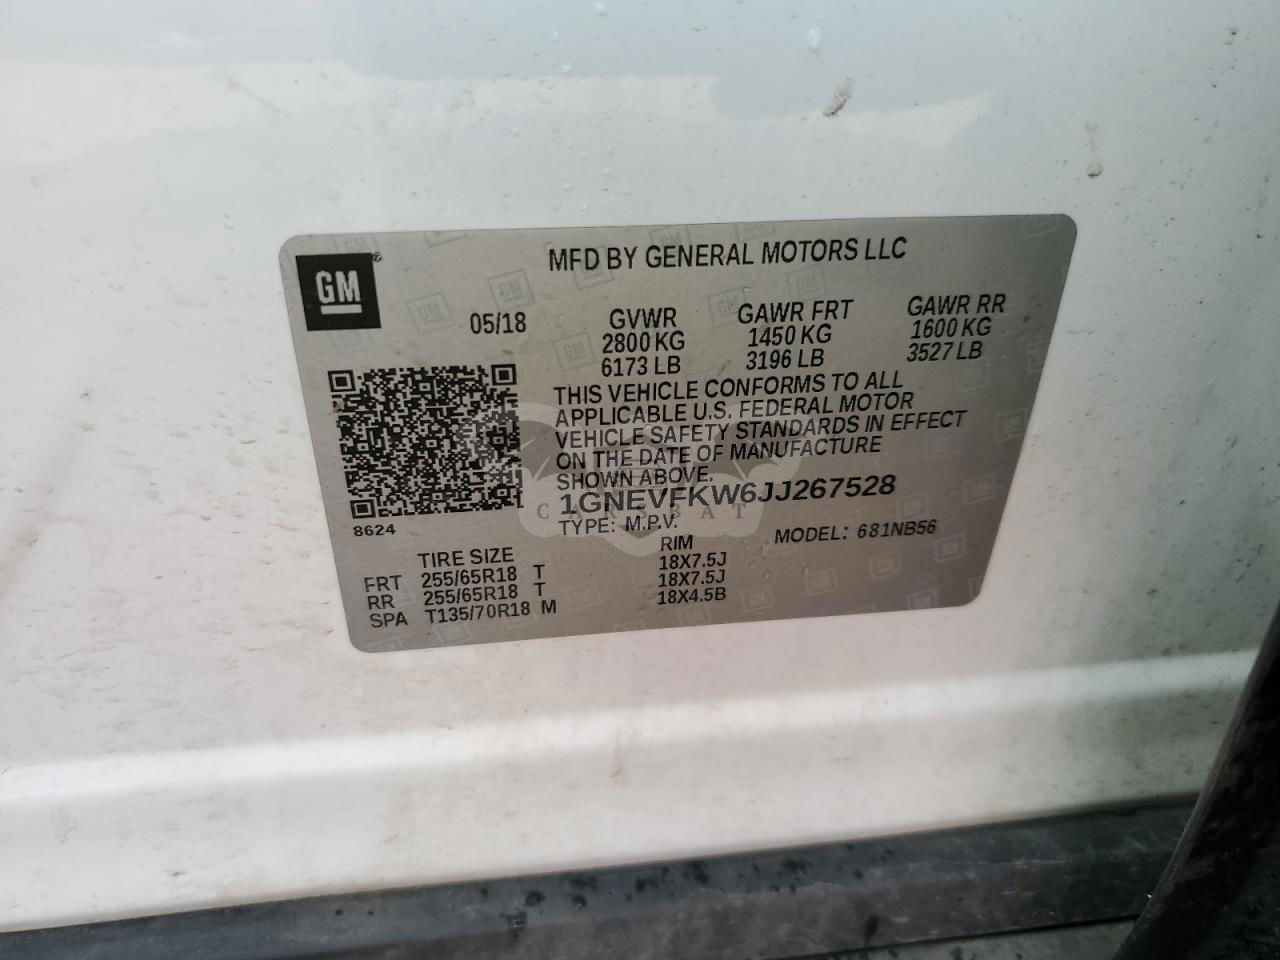 GM®
MFD BY GENERAL MOTORS LLC
05/18
GVWR
2800 KG
6173 LB
GAWR FRT
1450 KG
3196 LB
GAWR RR
1600 KG
3527 LB
THIS VEHICLE CONFORMS TO ALL
APPLICABLE U.S. FEDERAL MOTOR
VEHICLE SAFETY STANDARDS IN EFFECT
ON THE DATE OF MANUFACTURE
SHOWN ABOVE.
1GNEVFKW6JJ267528
CARSBAT
TYPE: M.P.V.
MODEL: 681NB56
8624
TIRE SIZE RIM
FRT 255/65R18 T 18X7.5J
RR 255/65R18 T 18X7.5J
SPA T135/70R18 M 18X4.5B